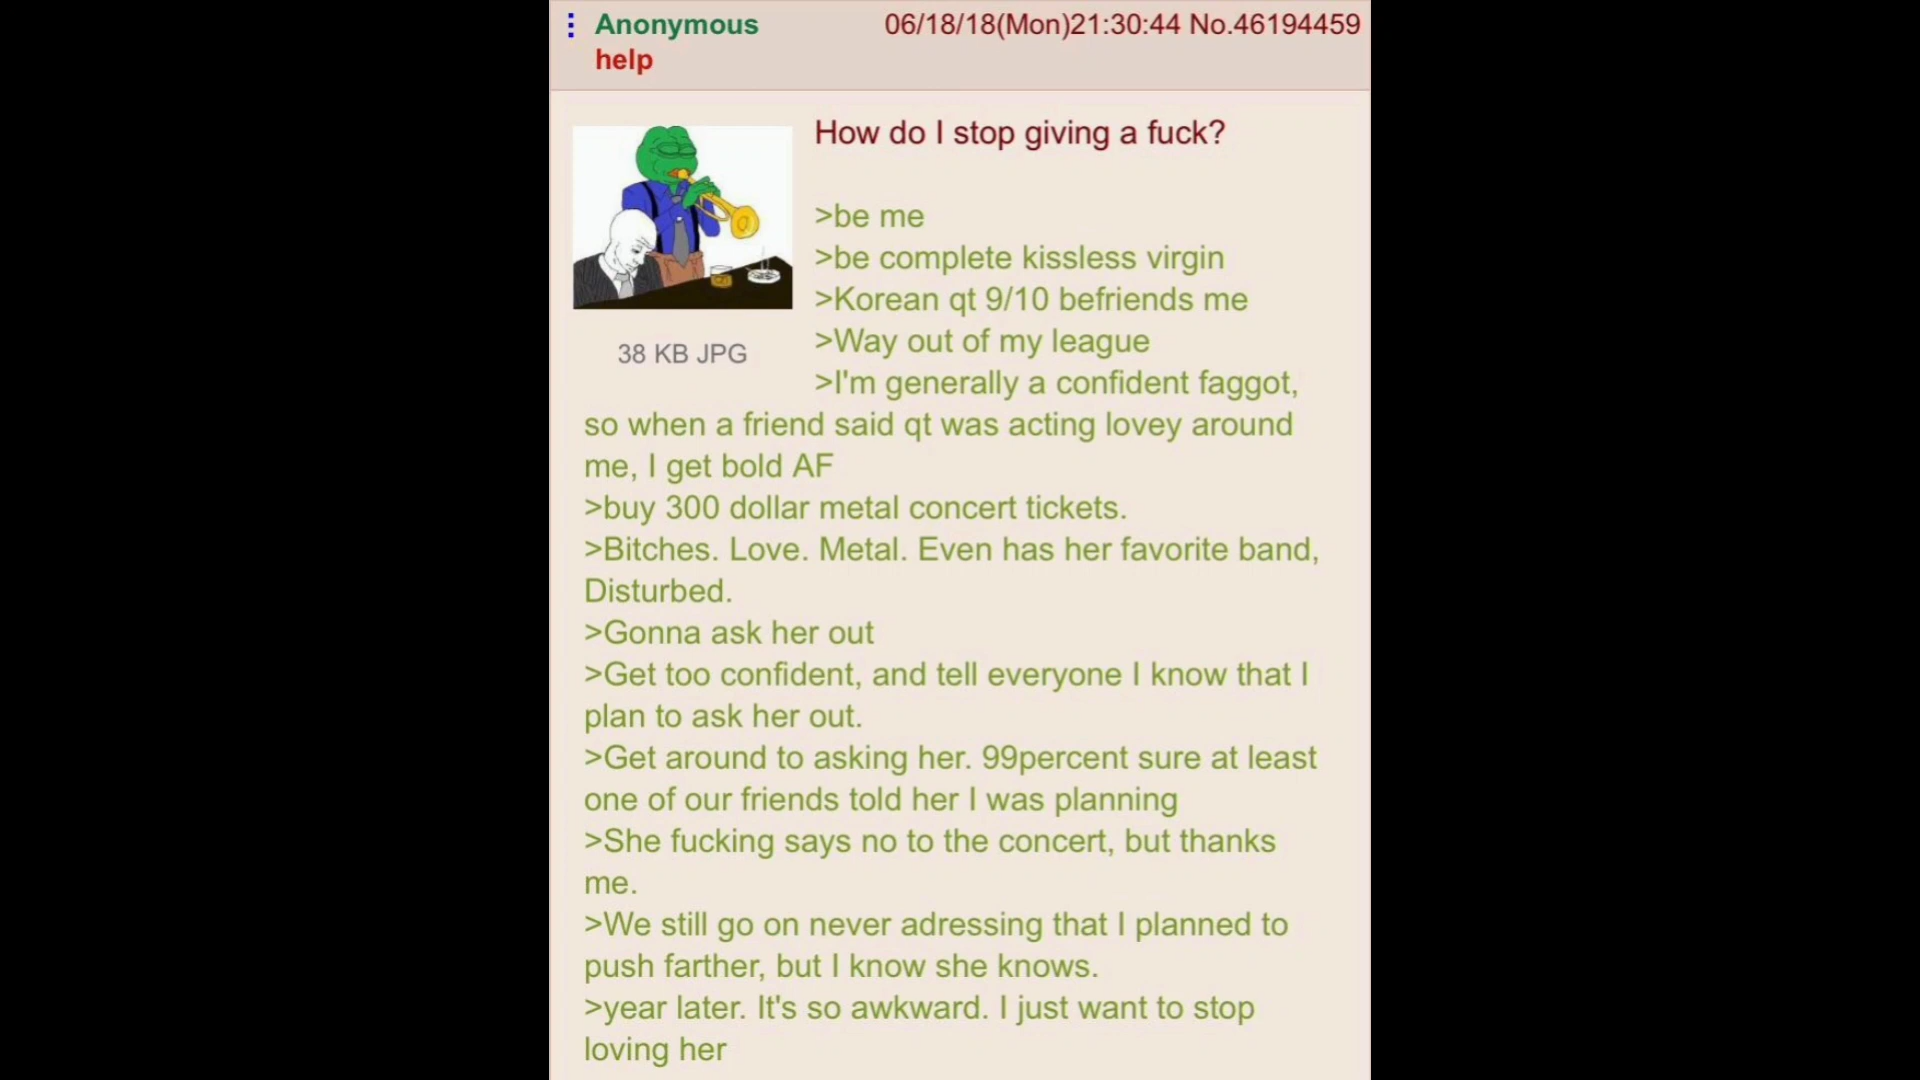 Anonymous 06/18/18(Mon)21:30:44 No.46194459
help
How do I stop giving a fuck?
>be me
>be complete kissless virgin
>Korean qt 9/10 befriends me
38 KB JPG
>Way out of my league
>I'm generally a confident faggot,
so when a friend said qt was acting lovey around
me, I get bold AF
>buy 300 dollar metal concert tickets.
>Bitches. Love. Metal. Even has her favorite band,
Disturbed.
>Gonna ask her out
>Get too confident, and tell everyone I know that I
plan to ask her out.
>Get around to asking her. 99percent sure at least
one of our friends told her I was planning
>She fucking says no to the concert, but thanks
me.
>We still go on never adressing that I planned to
push farther, but I know she knows.
>year later. It's so awkward. I just want to stop
loving her